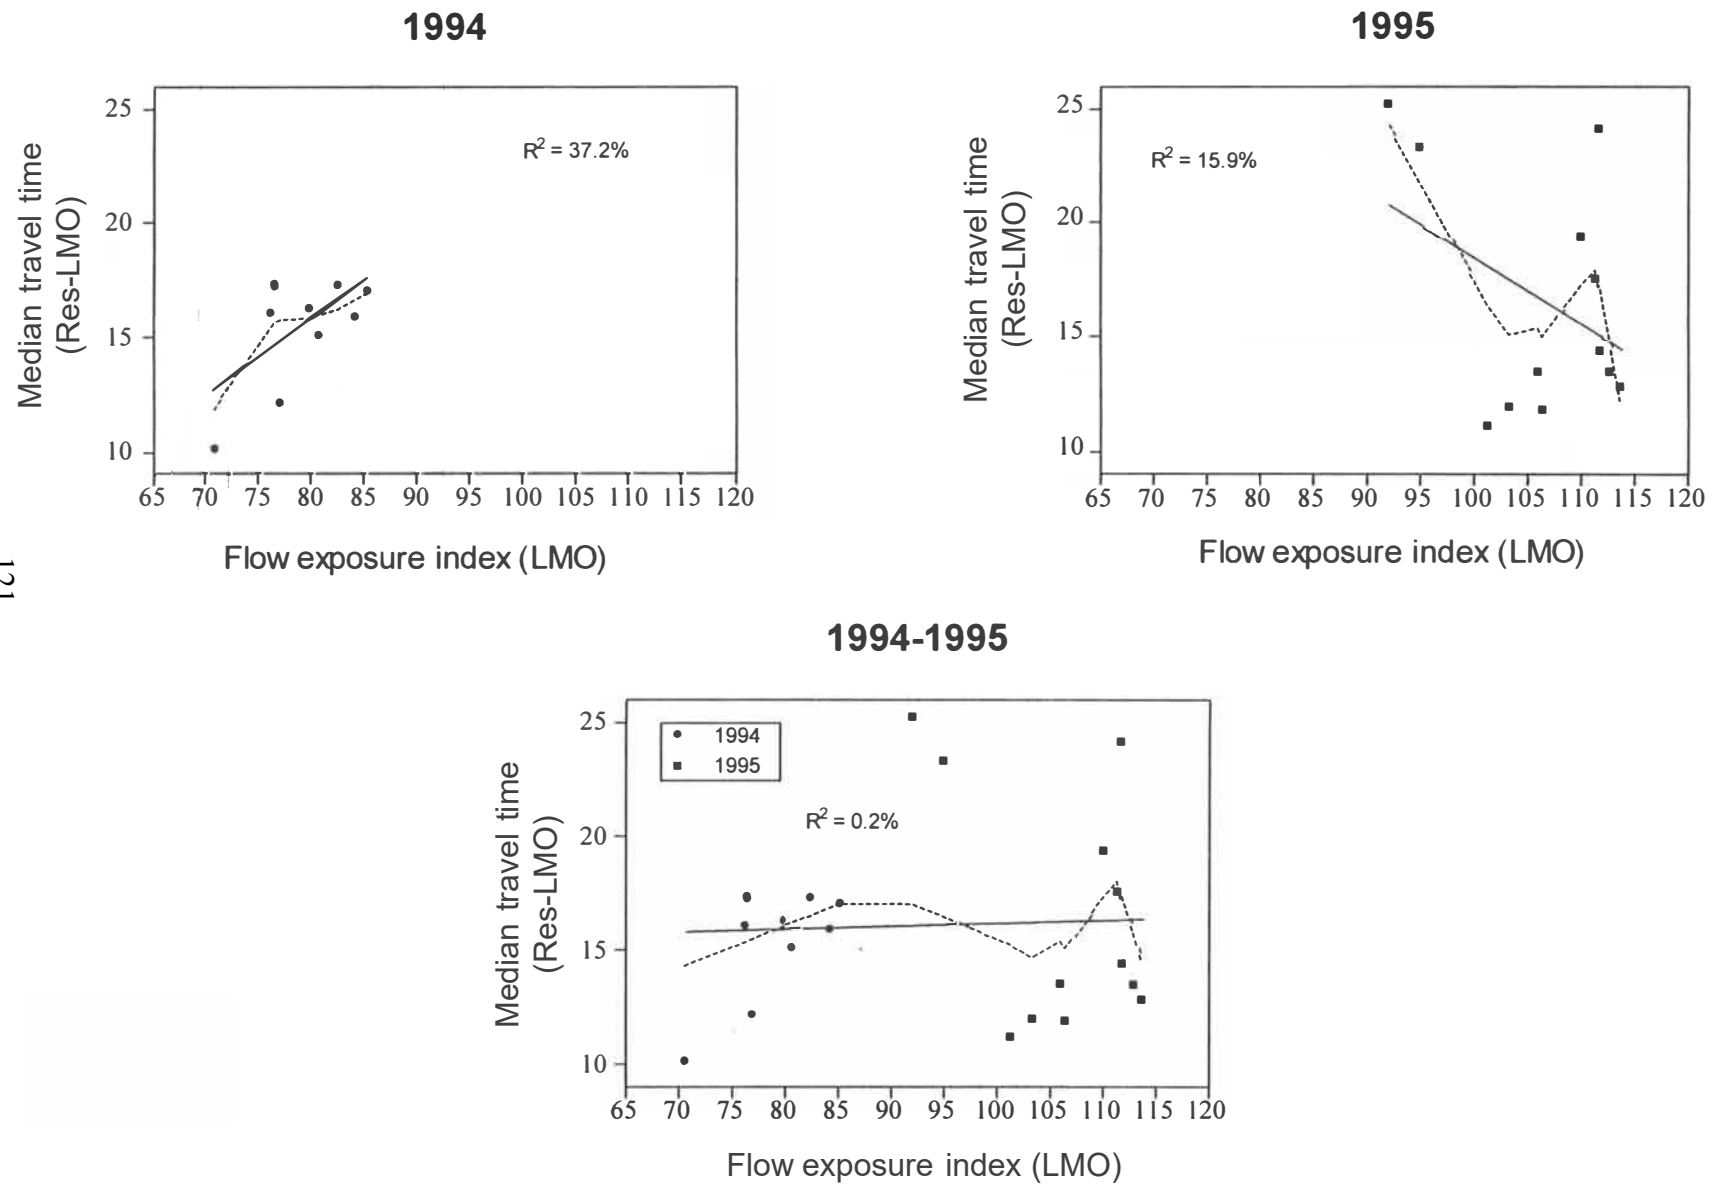 1994
25
20
15
10
Median travel time
(Res-LMO)
R² = 37.2%
65 70 75 80 85 90 95 100 105 110 115 120
Flow exposure index (LMO)
1995
25
20
15
10
Median travel time
(Res-LMO)
R² = 15.9%
65 70 75 80 85 90 95 100 105 110 115 120
Flow exposure index (LMO)
121
1994-1995
25
20
15
10
Median travel time
(Res-LMO)
1994
1995
R² = 0.2%
65 70 75 80 85 90 95 100 105 110 115 120
Flow exposure index (LMO)